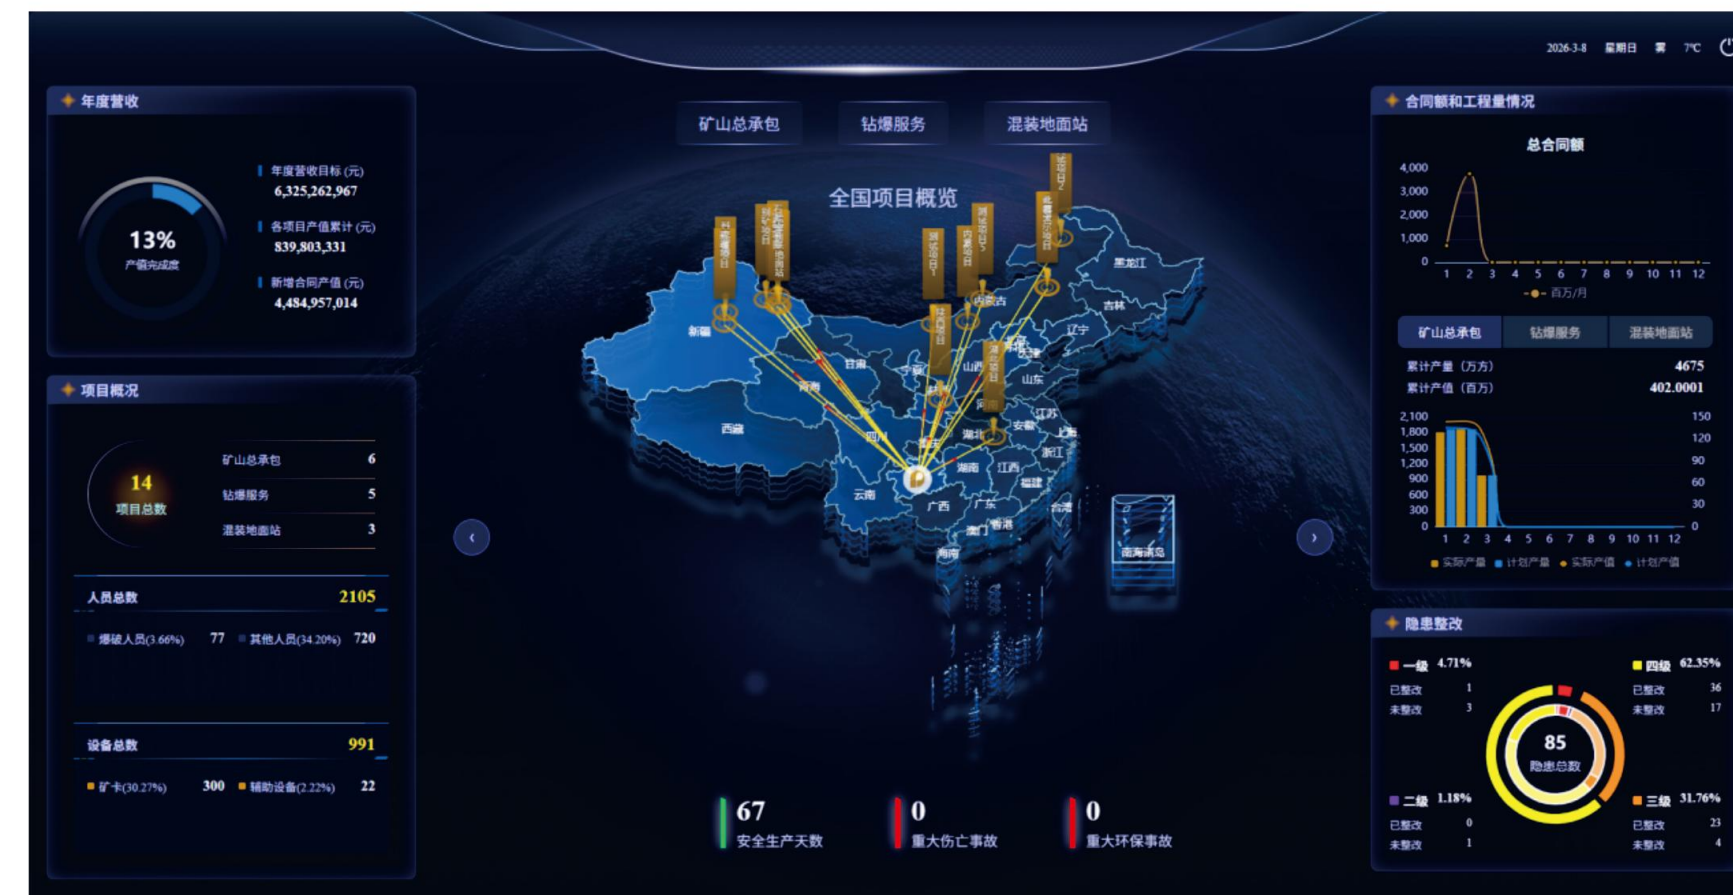 2026-3-8 星期日 雾 7℃
年度营收
13%
产值完成度
年度营收目标(元)
6,325,262,967
各项目产值累计(元)
839,803,331
新增合同产值(元)
4,484,957,014
项目概况
14
项目总数
矿山总承包 6
钻爆服务 5
混装地面站 3
人员总数 2105
爆破人员(3.66%) 77 其他人员(34.20%) 720
设备总数 991
矿卡(30.27%) 300 辅助设备(2.22%) 22
矿山总承包 钻爆服务 混装地面站
全国项目概览
黑龙江
吉林
内蒙古
辽宁
新疆
甘肃
宁夏
山西
山东
青海
河南
江苏
西藏
四川
重庆
湖北
安徽
上海
浙江
湖南
江西
福建
云南
广西
广东
台湾
香港
澳门
海南
南海诸岛
‹
›
67
安全生产天数
0
重大伤亡事故
0
重大环保事故
合同额和工程量情况
总合同额
4,000
3,000
2,000
1,000
0
1 2 3 4 5 6 7 8 9 10 11 12
百万/月
矿山总承包 钻爆服务 混装地面站
累计产量（万方） 4675
累计产值（百万） 402.0001
2,100 150
1,800 120
1,500
1,200 90
900 60
600
300 30
0 0
1 2 3 4 5 6 7 8 9 10 11 12
实际产量 计划产量 实际产值 计划产值
隐患整改
一级 4.71%
已整改 1
未整改 3
四级 62.35%
已整改 36
未整改 17
85
隐患总数
二级 1.18%
已整改 0
未整改 1
三级 31.76%
已整改 23
未整改 4